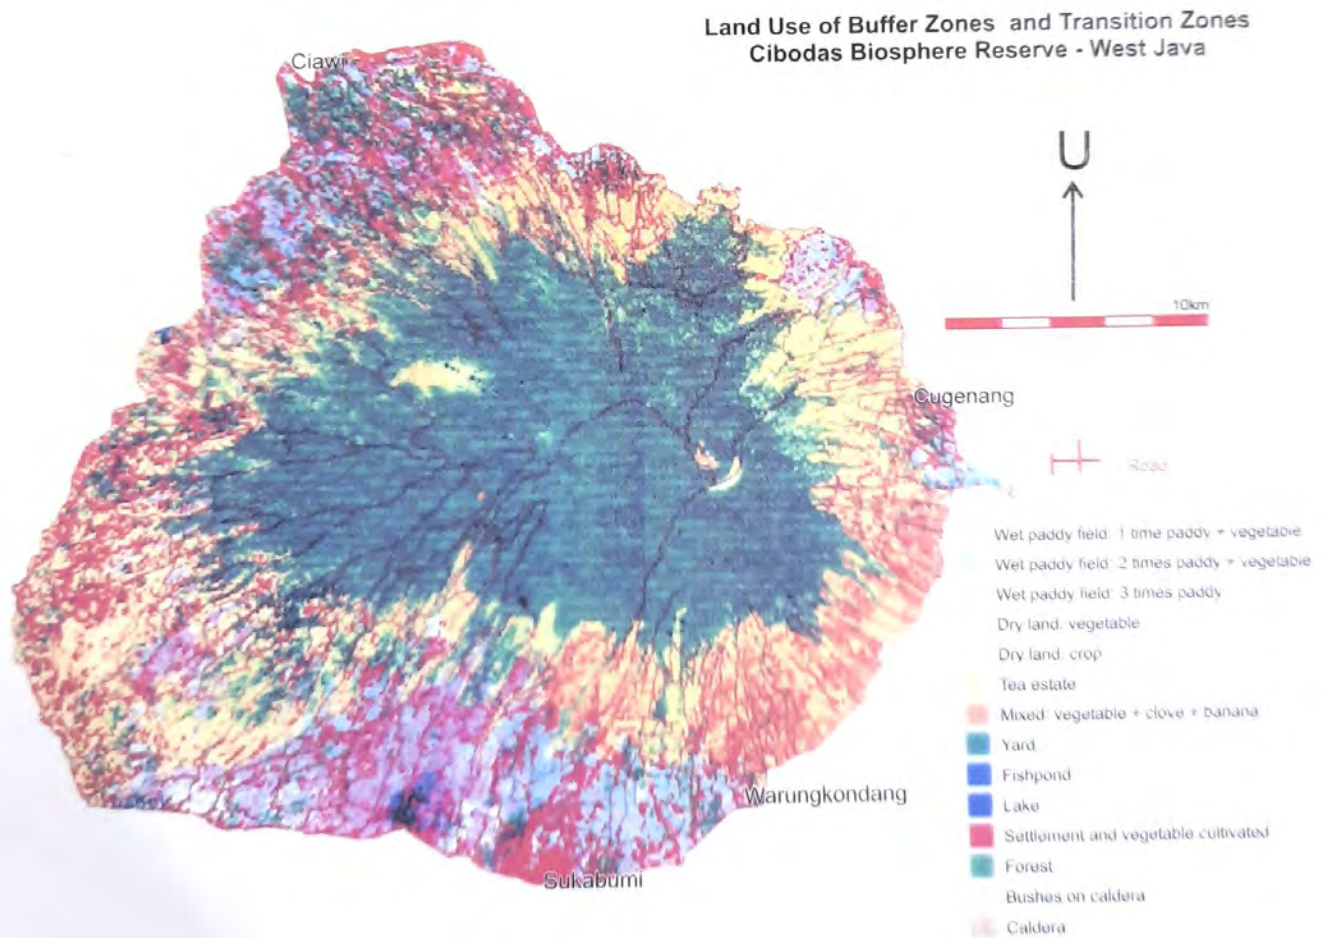 Land Use of Buffer Zones and Transition Zones
Cibodas Biosphere Reserve - West Java
Ciawi
U
10km
Cugenang
Road
Wet paddy field: 1 time paddy + vegetable
Wet paddy field: 2 times paddy + vegetable
Wet paddy field: 3 times paddy
Dry land: vegetable
Dry land: crop
Tea estate
Mixed: vegetable + clove + banana
Yard
Fishpond
Lake
Warungkondang
Settlement and vegetable cultivated
Forest
Sukabumi
Bushes on caldera
Caldera